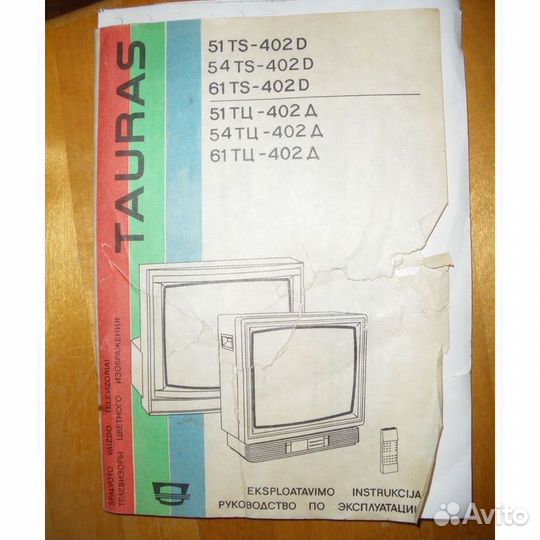 TAURAS
51 TS-402 D
54 TS-402 D
61 TS-402 D
51 ТЦ-402 Д
54 ТЦ-402 Д
61 ТЦ-402 Д
SPALVOTO VAIZDO TELEVIZORIAI
ТЕЛЕВИЗОРЫ ЦВЕТНОГО ИЗОБРАЖЕНИЯ
EKSPLOATAVIMO INSTRUKCIJA
РУКОВОДСТВО ПО ЭКСПЛУАТАЦИИ
Avito